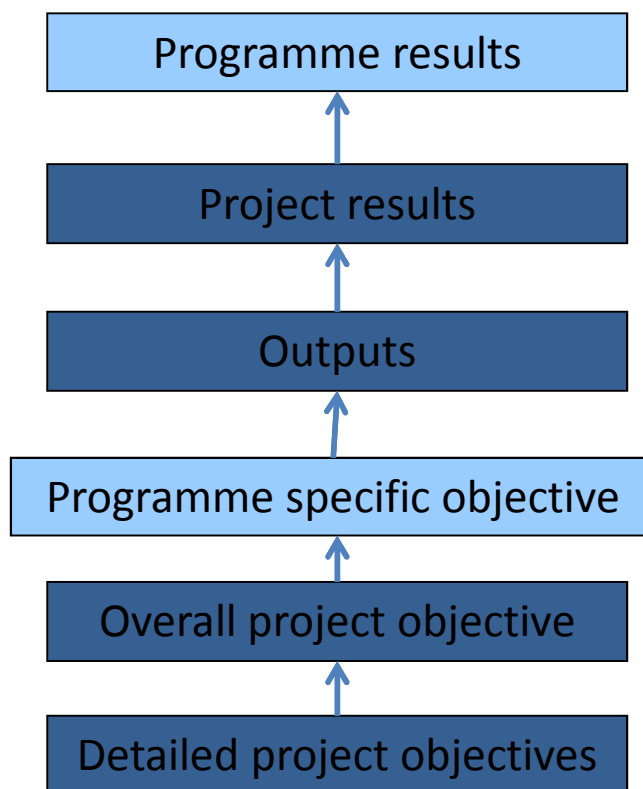 Programme results
Project results
Outputs
Programme specific objective
Overall project objective
Detailed project objectives